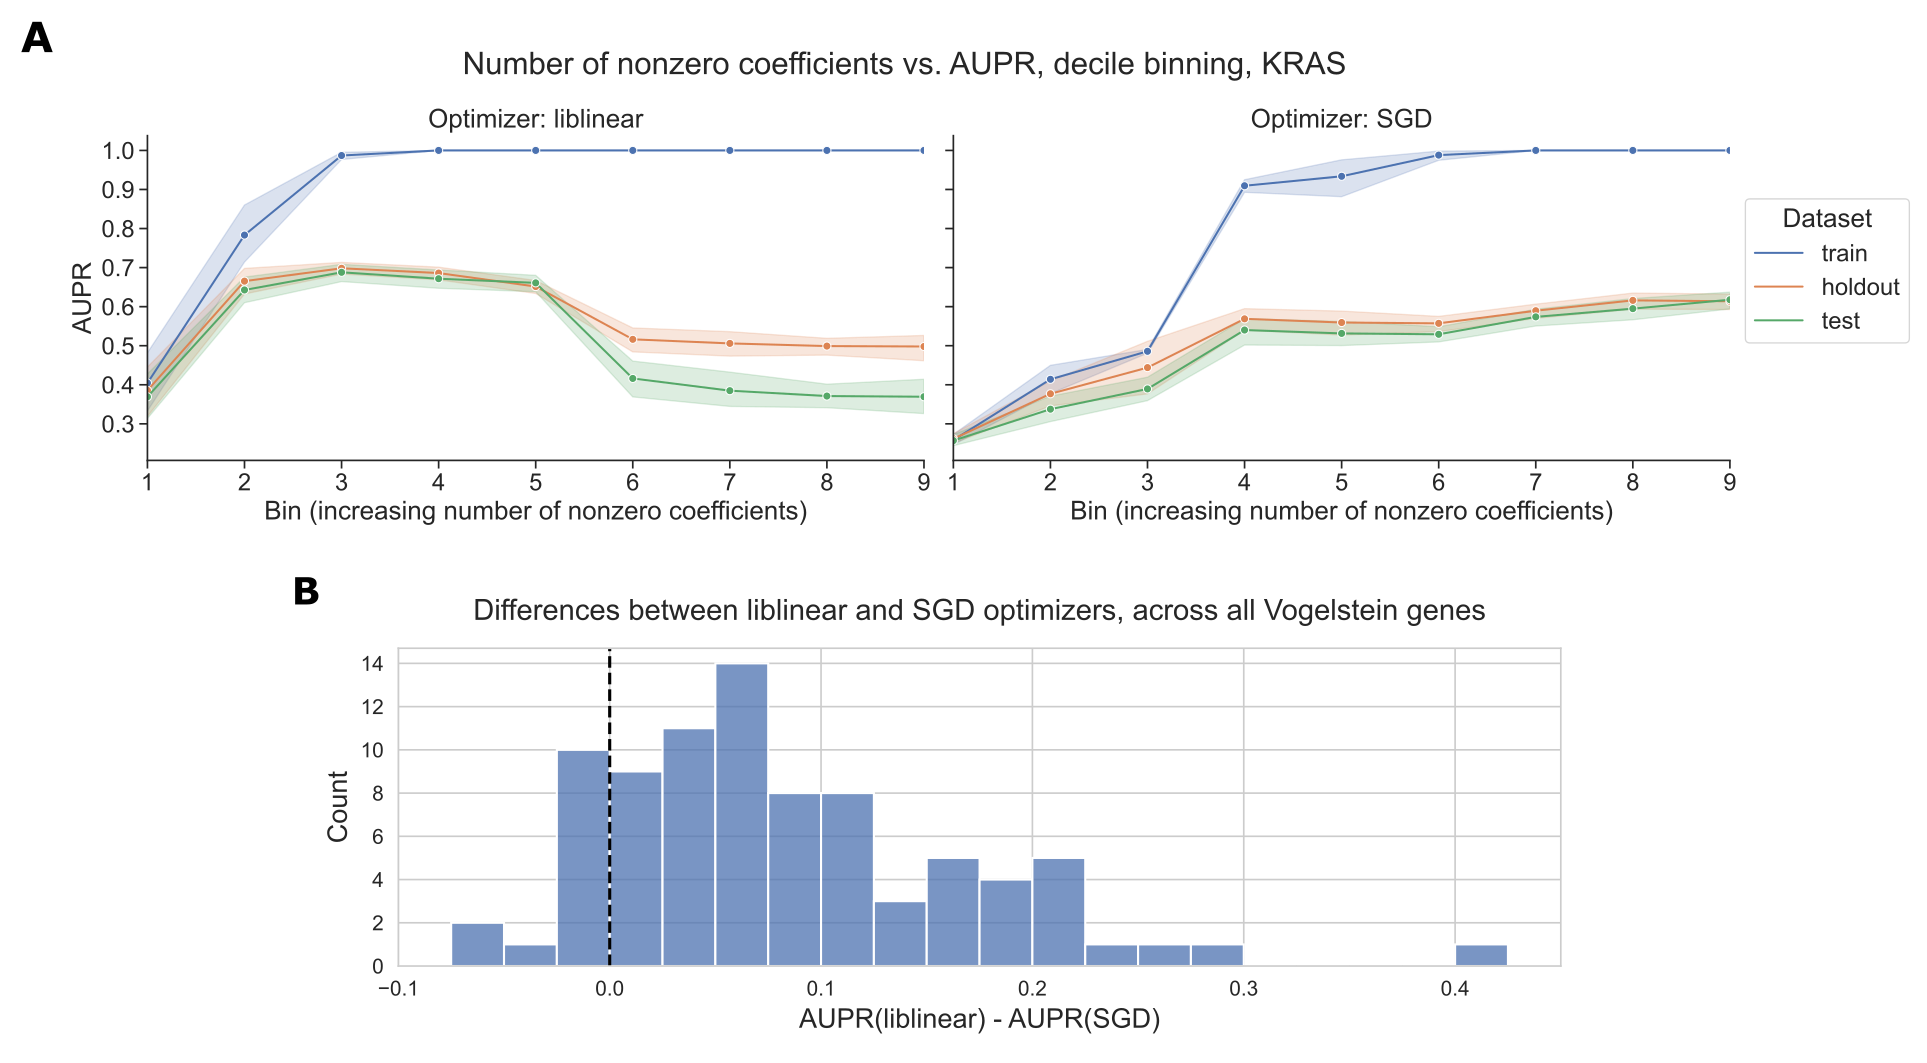 A
Number of nonzero coefficients vs. AUPR, decile binning, KRAS
Optimizer: liblinear
Optimizer: SGD
AUPR
1.0
0.9
0.8
0.7
0.6
0.5
0.4
0.3
1 2 3 4 5 6 7 8 9
1 2 3 4 5 6 7 8 9
Bin (increasing number of nonzero coefficients)
Bin (increasing number of nonzero coefficients)
Dataset
train
holdout
test
B
Differences between liblinear and SGD optimizers, across all Vogelstein genes
Count
14
12
10
8
6
4
2
0
−0.1 0.0 0.1 0.2 0.3 0.4
AUPR(liblinear) - AUPR(SGD)